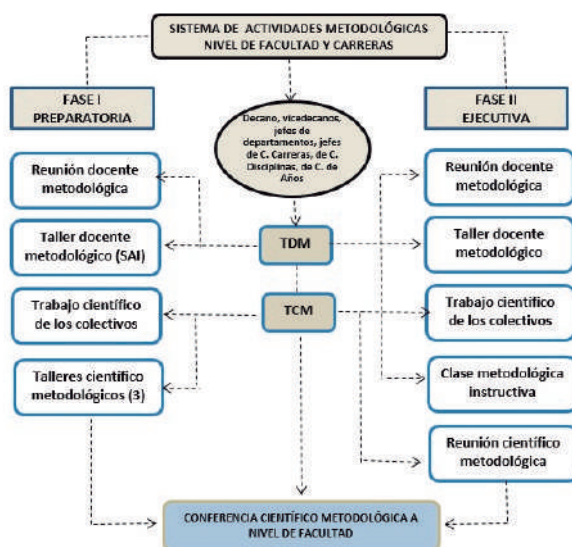 SISTEMA DE ACTIVIDADES METODOLÓGICAS
NIVEL DE FACULTAD Y CARRERAS
FASE I
PREPARATORIA
Decano, vicedecanos,
jefes de
departamentos, jefes
de C. Carreras, de C.
Disciplinas, de C. de
Años
FASE II
EJECUTIVA
Reunión docente
metodológica
Taller docente
metodológico (SAI)
Trabajo científico
de los colectivos
Talleres científico
metodológicos (3)
TDM
TCM
Reunión docente
metodológica
Taller docente
metodológico
Trabajo científico
de los colectivos
Clase metodológica
instructiva
Reunión científico
metodológica
CONFERENCIA CIENTÍFICO METODOLÓGICA A
NIVEL DE FACULTAD